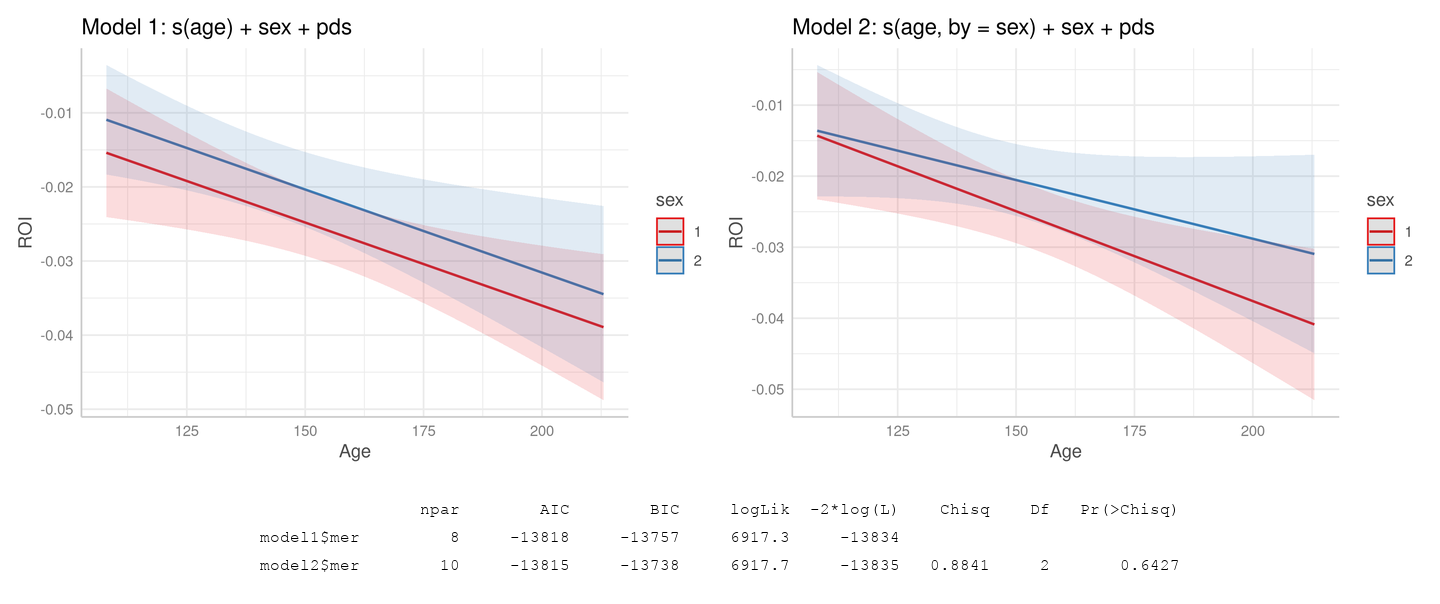 Model 1: s(age) + sex + pds
-0.01
-0.02
-0.03
-0.04
-0.05
ROI
125 150 175 200
Age
sex
1
2
Model 2: s(age, by = sex) + sex + pds
-0.01
-0.02
-0.03
-0.04
-0.05
ROI
125 150 175 200
Age
sex
1
2
npar AIC BIC logLik -2*log(L) Chisq Df Pr(>Chisq)
model1$mer 8 -13818 -13757 6917.3 -13834
model2$mer 10 -13815 -13738 6917.7 -13835 0.8841 2 0.6427